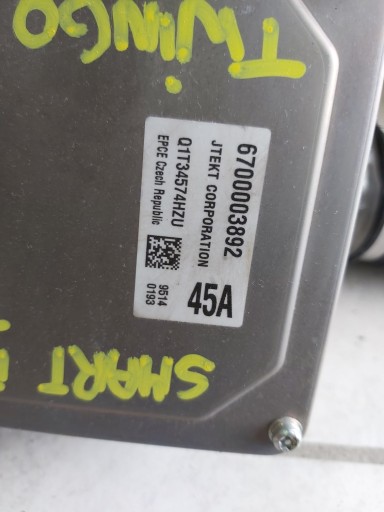 TWINGO
6700003892
JTEKT CORPORATION
Q1T34574HZU
EPCE Czech Republic
9514
0193
45A
SMART